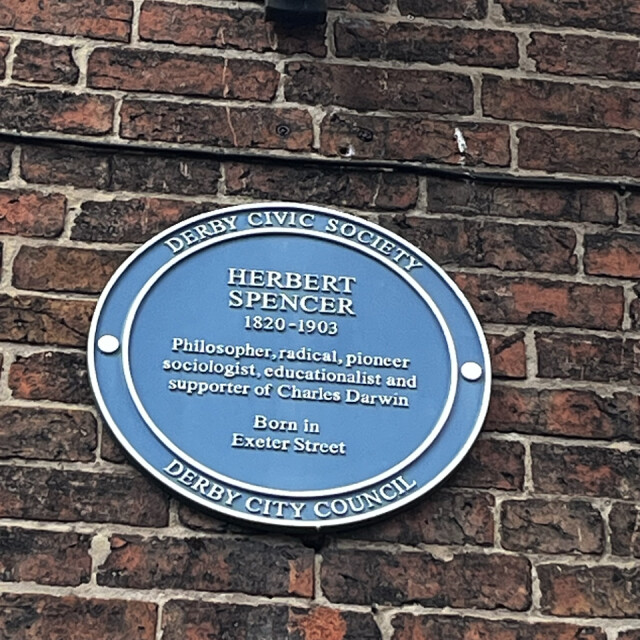 DERBY CIVIC SOCIETY
HERBERT
SPENCER
1820-1903
Philosopher, radical, pioneer
sociologist, educationalist and
supporter of Charles Darwin
Born in
Exeter Street
DERBY CITY COUNCIL